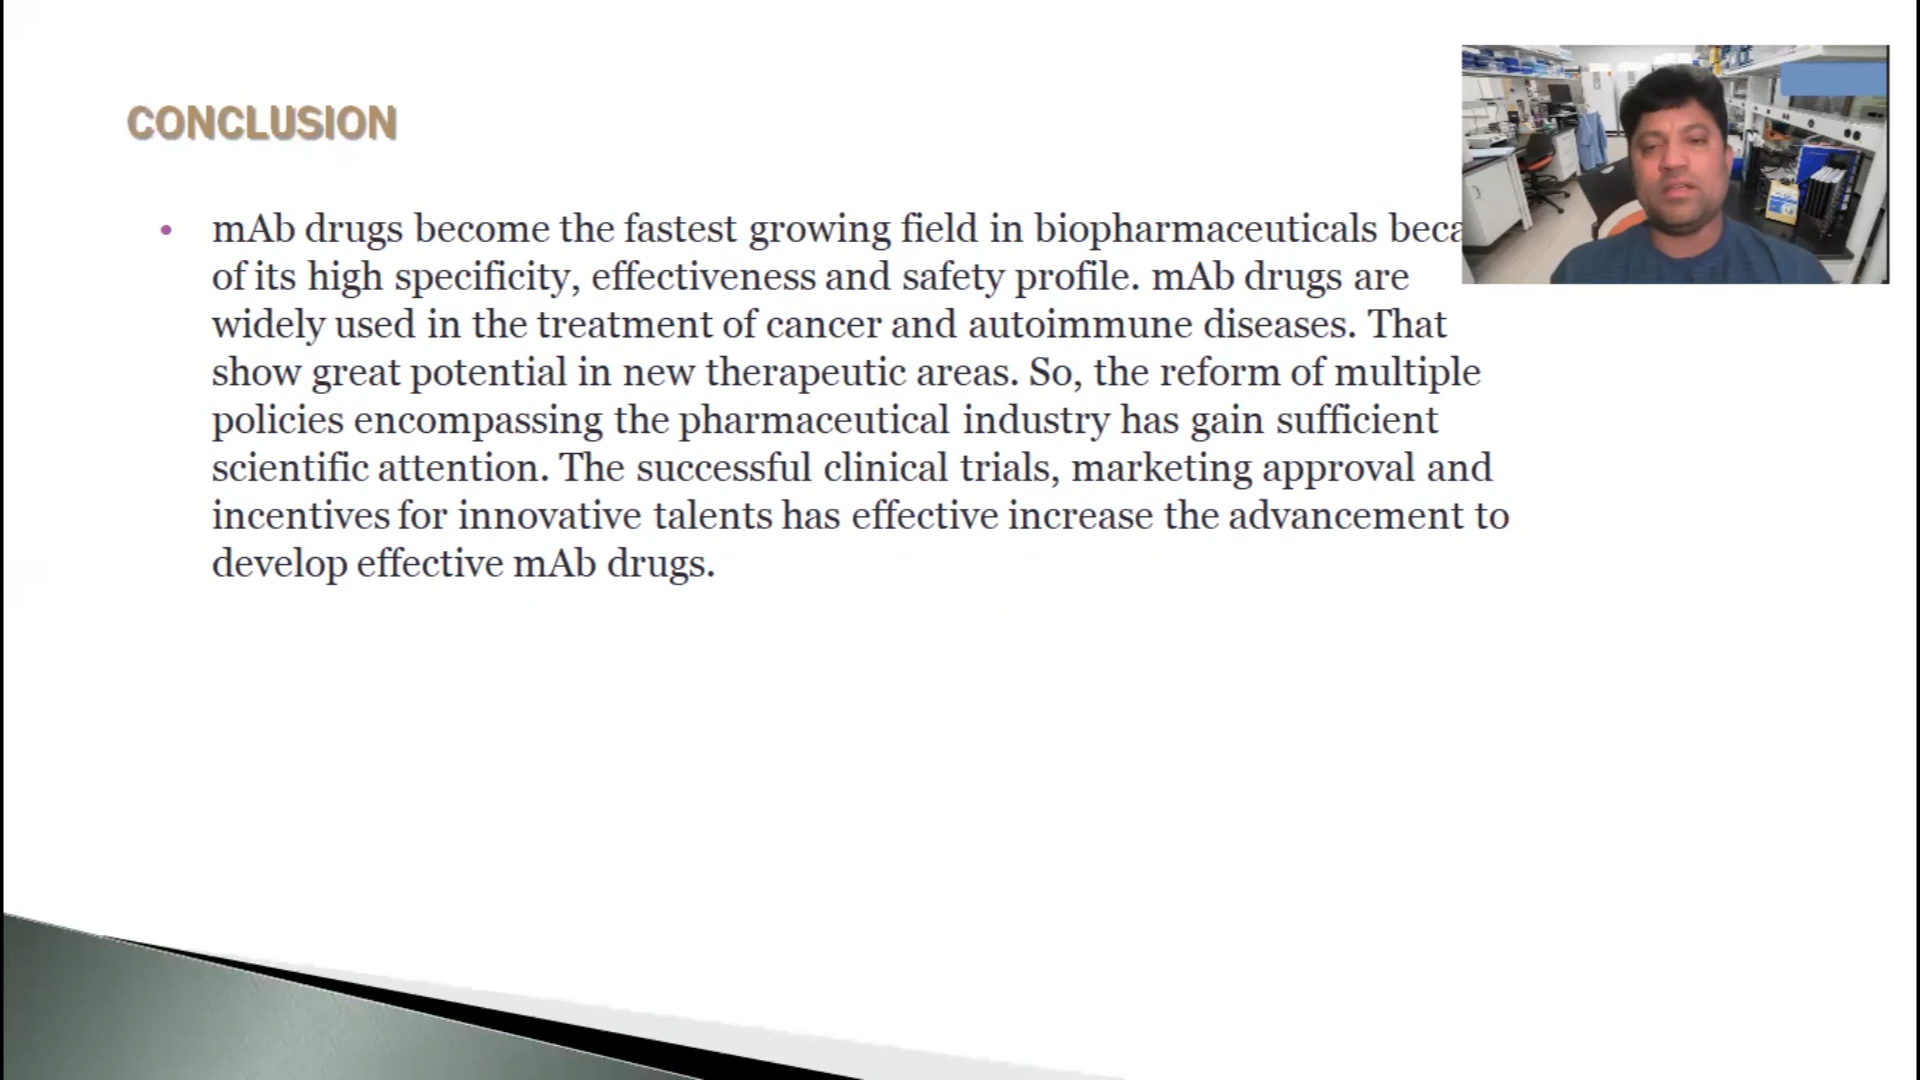 CONCLUSION
• mAb drugs become the fastest growing field in biopharmaceuticals
of its high specificity, effectiveness and safety profile. mAb drugs are
widely used in the treatment of cancer and autoimmune diseases. That
show great potential in new therapeutic areas. So, the reform of multiple
policies encompassing the pharmaceutical industry has gain sufficient
scientific attention. The successful clinical trials, marketing approval and
incentives for innovative talents has effective increase the advancement to
develop effective mAb drugs.